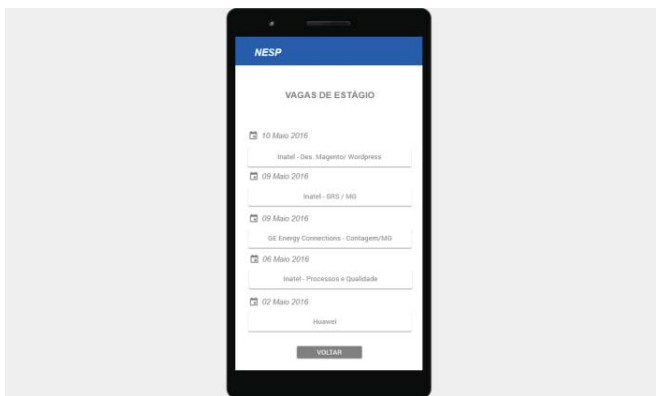 NESP
VAGAS DE ESTÁGIO
10 Maio 2016
Inatel - Des. Magento/ Wordpress
09 Maio 2016
Inatel - SRS / MG
09 Maio 2016
GE Energy Connections - Contagem/MG
06 Maio 2016
Inatel - Processos e Qualidade
02 Maio 2016
Huawei
VOLTAR